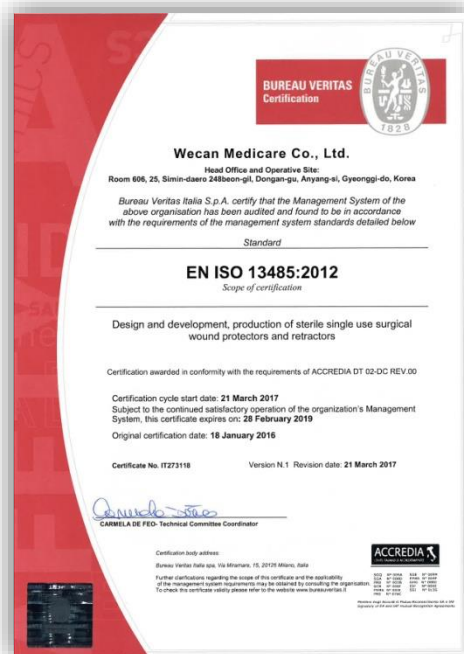 BUREAU VERITAS
Certification
BUREAU VERITAS
1828
Wecan Medicare Co., Ltd.
Head Office and Operative Site:
Room 606, 25, Simin-daero 248beon-gil, Dongan-gu, Anyang-si, Gyeonggi-do, Korea
Bureau Veritas Italia S.p.A. certify that the Management System of the
above organisation has been audited and found to be in accordance
with the requirements of the management system standards detailed below
Standard
EN ISO 13485:2012
Scope of certification
Design and development, production of sterile single use surgical
wound protectors and retractors
Certification awarded in conformity with the requirements of ACCREDIA DT 02-DC REV.00
Certification cycle start date: 21 March 2017
Subject to the continued satisfactory operation of the organization's Management
System, this certificate expires on: 28 February 2019
Original certification date: 18 January 2016
Certificate No. IT273118 Version N.1 Revision date: 21 March 2017
CARMELA DE FEO- Technical Committee Coordinator
Certification body address:
Bureau Veritas Italia spa, Via Miramare, 15, 20126 Milano, Italia
Further clarifications regarding the scope of this certificate and the applicability
of the management system requirements may be obtained by consulting the organisation.
To check this certificate validity please refer to the website www.bureauveritas.it
ACCREDIA